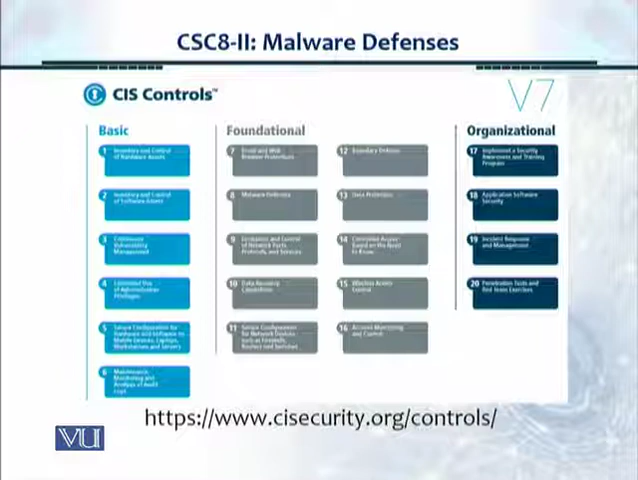 CSC8-II: Malware Defenses
CIS Controls™
V7
Basic
1 Inventory and Control
of Hardware Assets
2 Inventory and Control
of Software Assets
3 Continuous
Vulnerability
Management
4 Controlled Use
of Administrative
Privileges
5 Secure Configuration for
Hardware and Software on
Mobile Devices, Laptops,
Workstations and Servers
6 Maintenance,
Monitoring and
Analysis of Audit
Logs
Foundational
7 Email and Web
Browser Protections
8 Malware Defenses
9 Limitation and Control
of Network Ports,
Protocols, and Services
10 Data Recovery
Capabilities
11 Secure Configuration
for Network Devices,
such as Firewalls,
Routers and Switches
12 Boundary Defense
13 Data Protection
14 Controlled Access
Based on the Need
to Know
15 Wireless Access
Control
16 Account Monitoring
and Control
Organizational
17 Implement a Security
Awareness and Training
Program
18 Application Software
Security
19 Incident Response
and Management
20 Penetration Tests and
Red Team Exercises
https://www.cisecurity.org/controls/
VU